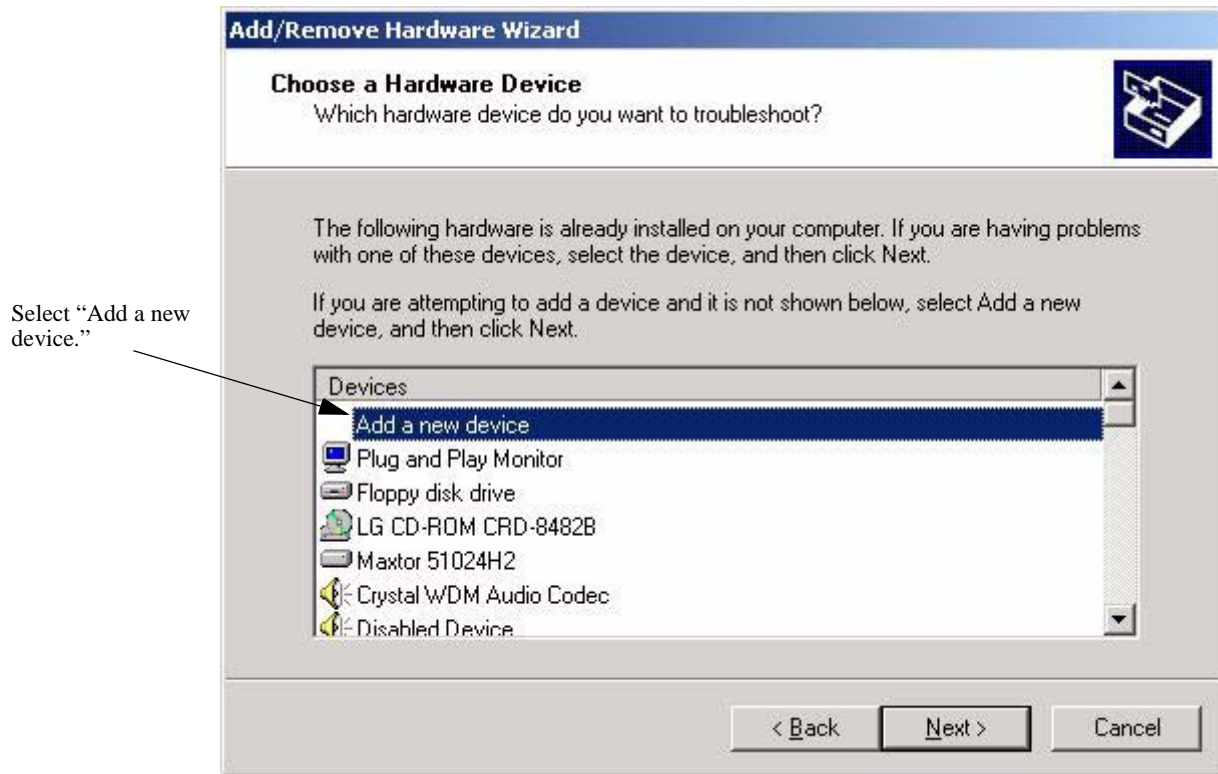 Add/Remove Hardware Wizard
Choose a Hardware Device
Which hardware device do you want to troubleshoot?
The following hardware is already installed on your computer. If you are having problems
with one of these devices, select the device, and then click Next.
If you are attempting to add a device and it is not shown below, select Add a new
device, and then click Next.
Select “Add a new
device.”
Devices
Add a new device
Plug and Play Monitor
Floppy disk drive
LG CD-ROM CRD-8482B
Maxtor 51024H2
Crystal WDM Audio Codec
Disabled Device
< Back
Next >
Cancel